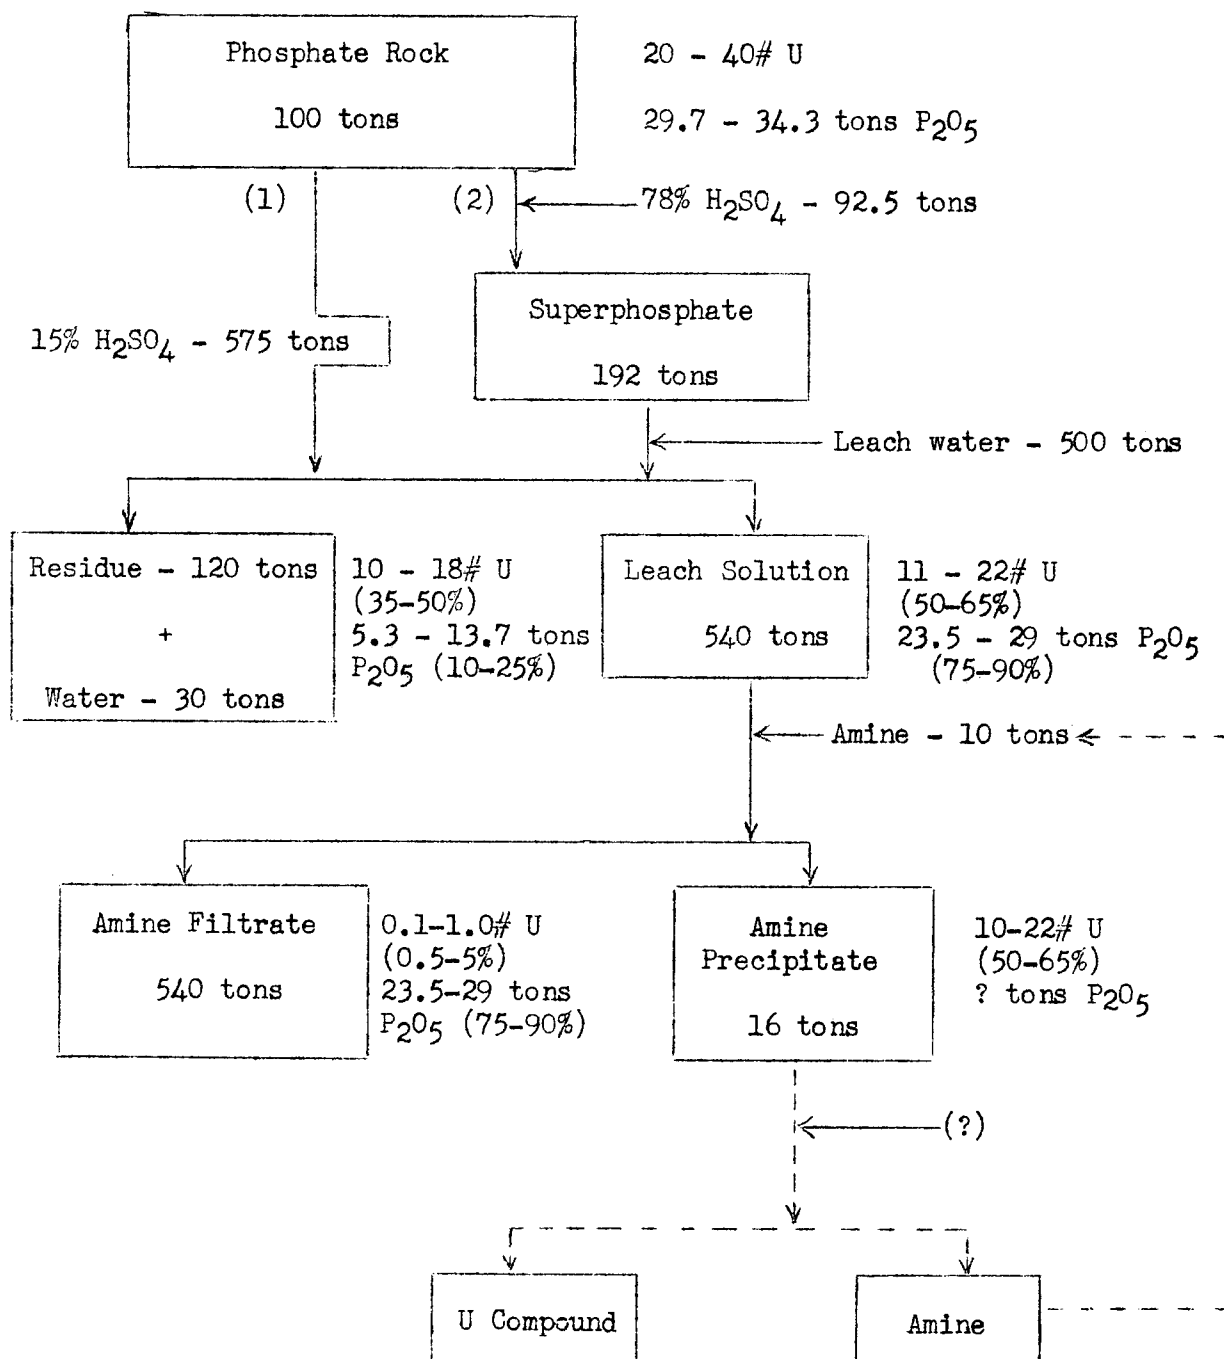 Phosphate Rock
100 tons
20 - 40# U
29.7 - 34.3 tons P₂O₅
(1)
(2)
78% H₂SO₄ - 92.5 tons
Superphosphate
192 tons
15% H₂SO₄ - 575 tons
Leach water - 500 tons
Residue - 120 tons
+
Water - 30 tons
10 - 18# U
(35-50%)
5.3 - 13.7 tons
P₂O₅ (10-25%)
Leach Solution
540 tons
11 - 22# U
(50-65%)
23.5 - 29 tons P₂O₅
(75-90%)
Amine - 10 tons
Amine Filtrate
540 tons
0.1-1.0# U
(0.5-5%)
23.5-29 tons
P₂O₅ (75-90%)
Amine
Precipitate
16 tons
10-22# U
(50-65%)
? tons P₂O₅
(?)
U Compound
Amine